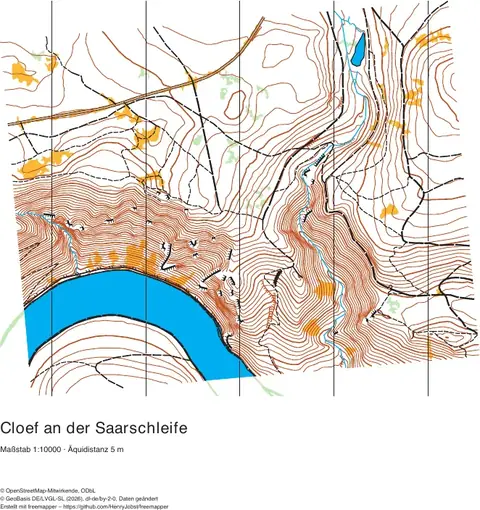 Cloef an der Saarschleife
Maßstab 1:10000 · Äquidistanz 5 m
© OpenStreetMap-Mitwirkende, ODbL
© GeoBasis DE/LVGL-SL (2026), dl-de/by-2-0, Daten geändert
Erstellt mit freemapper – https://github.com/HenryJobst/freemapper